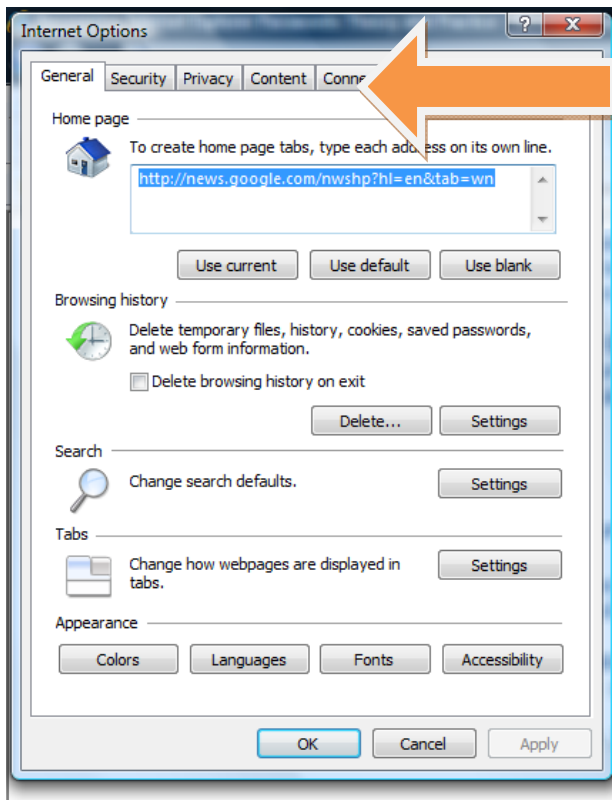 Internet Options
General Security Privacy Content
Home page
To create home page tabs, type each address on its own line.
http://news.google.com/nwshp?hl=en&tab=wn
Use current Use default Use blank
Browsing history
Delete temporary files, history, cookies, saved passwords,
and web form information.
Delete browsing history on exit
Delete... Settings
Search
Change search defaults.
Settings
Tabs
Change how webpages are displayed in
tabs.
Settings
Appearance
Colors Languages Fonts Accessibility
OK Cancel Apply